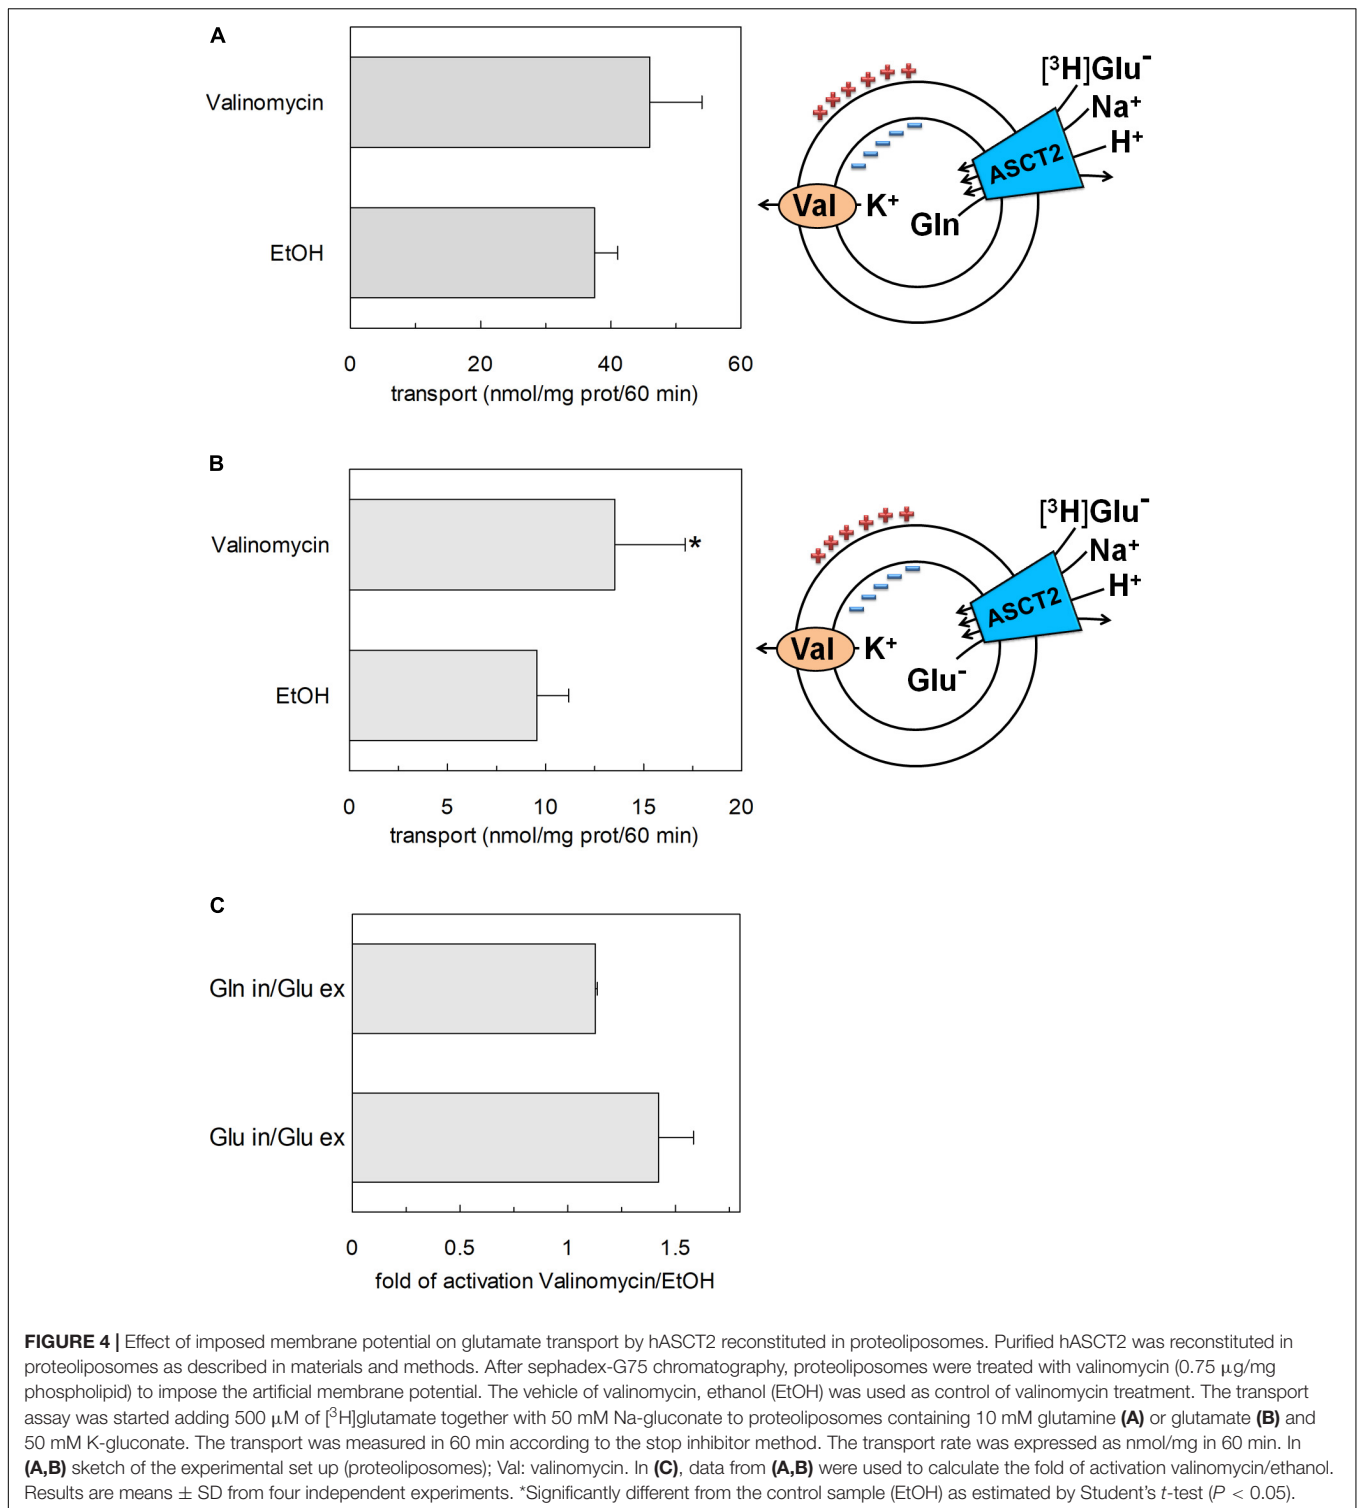 A
Valinomycin
EtOH
0 20 40 60
transport (nmol/mg prot/60 min)
[³H]Glu⁻
Na⁺
H⁺
ASCT2
Val
K⁺
Gln
B
Valinomycin
*
EtOH
0 5 10 15 20
transport (nmol/mg prot/60 min)
[³H]Glu⁻
Na⁺
H⁺
ASCT2
Val
K⁺
Glu⁻
C
Gln in/Glu ex
Glu in/Glu ex
0 0.5 1 1.5
fold of activation Valinomycin/EtOH
FIGURE 4 | Effect of imposed membrane potential on glutamate transport by hASCT2 reconstituted in proteoliposomes. Purified hASCT2 was reconstituted in
proteoliposomes as described in materials and methods. After sephadex-G75 chromatography, proteoliposomes were treated with valinomycin (0.75 μg/mg
phospholipid) to impose the artificial membrane potential. The vehicle of valinomycin, ethanol (EtOH) was used as control of valinomycin treatment. The transport
assay was started adding 500 μM of [³H]glutamate together with 50 mM Na-gluconate to proteoliposomes containing 10 mM glutamine (A) or glutamate (B) and
50 mM K-gluconate. The transport was measured in 60 min according to the stop inhibitor method. The transport rate was expressed as nmol/mg in 60 min. In
(A,B) sketch of the experimental set up (proteoliposomes); Val: valinomycin. In (C), data from (A,B) were used to calculate the fold of activation valinomycin/ethanol.
Results are means ± SD from four independent experiments. *Significantly different from the control sample (EtOH) as estimated by Student's t-test (P < 0.05).